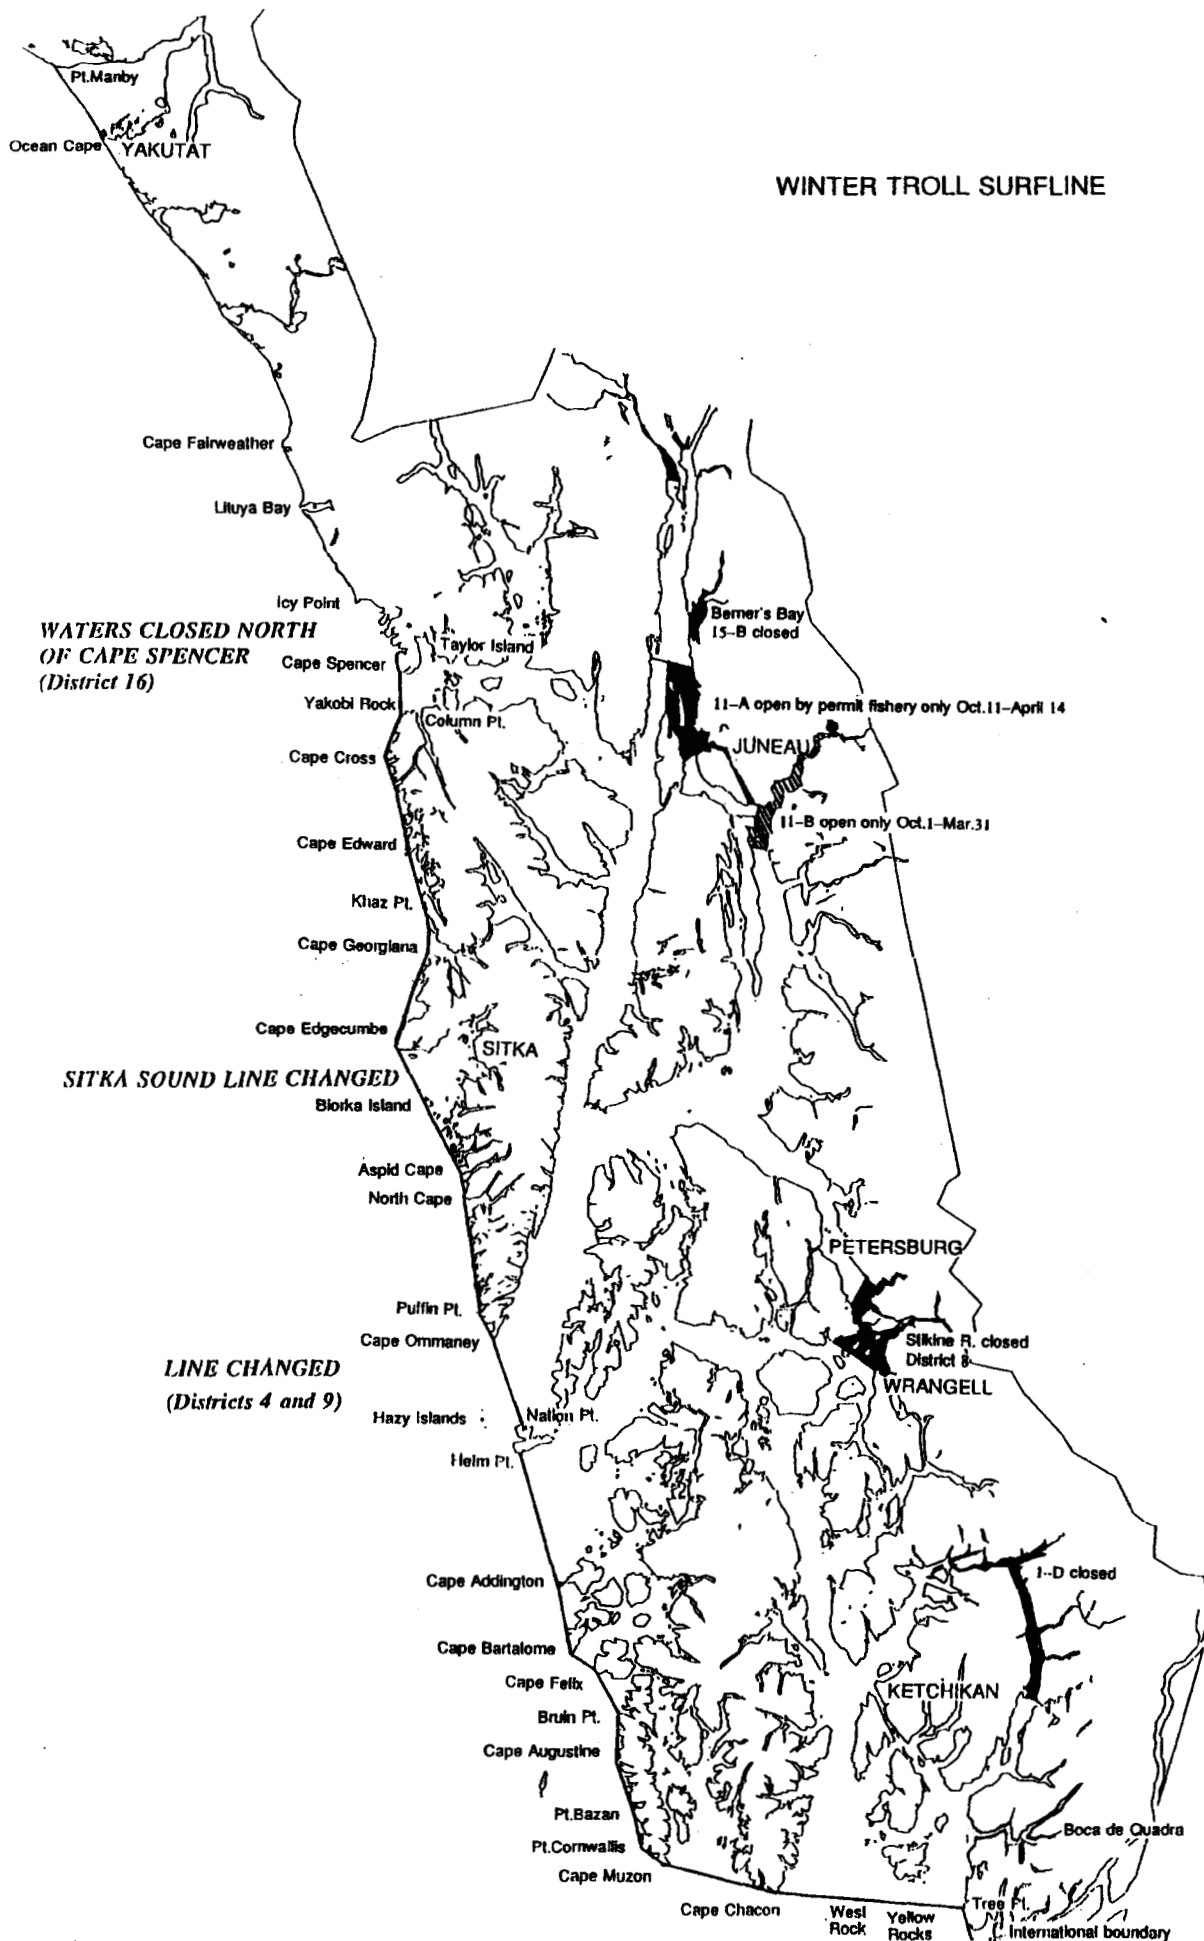 Pt.Manby
Ocean Cape
YAKUTAT
WINTER TROLL SURFLINE
Cape Fairweather
Lituya Bay
Icy Point
WATERS CLOSED NORTH
OF CAPE SPENCER
(District 16)
Taylor Island
Cape Spencer
Berner's Bay
15-B closed
Yakobi Rock
Column Pt.
11-A open by permit fishery only Oct.11-April 14
JUNEAU
Cape Cross
11-B open only Oct.1-Mar.31
Cape Edward
Khaz Pt.
Cape Georgiana
Cape Edgecumbe
SITKA
SITKA SOUND LINE CHANGED
Biorka Island
Aspid Cape
North Cape
PETERSBURG
Puffin Pt.
Cape Ommaney
Stikine R. closed
District 8
LINE CHANGED
(Districts 4 and 9)
WRANGELL
Hazy Islands
Nation Pt.
Helm Pt.
1-D closed
Cape Addington
Cape Bartalome
Cape Felix
KETCHIKAN
Bruin Pt.
Cape Augustine
Pt.Bazan
Boca de Quadra
Pt.Cornwallis
Cape Muzon
Cape Chacon
West
Rock
Yellow
Rocks
Tree Pt.
International boundary